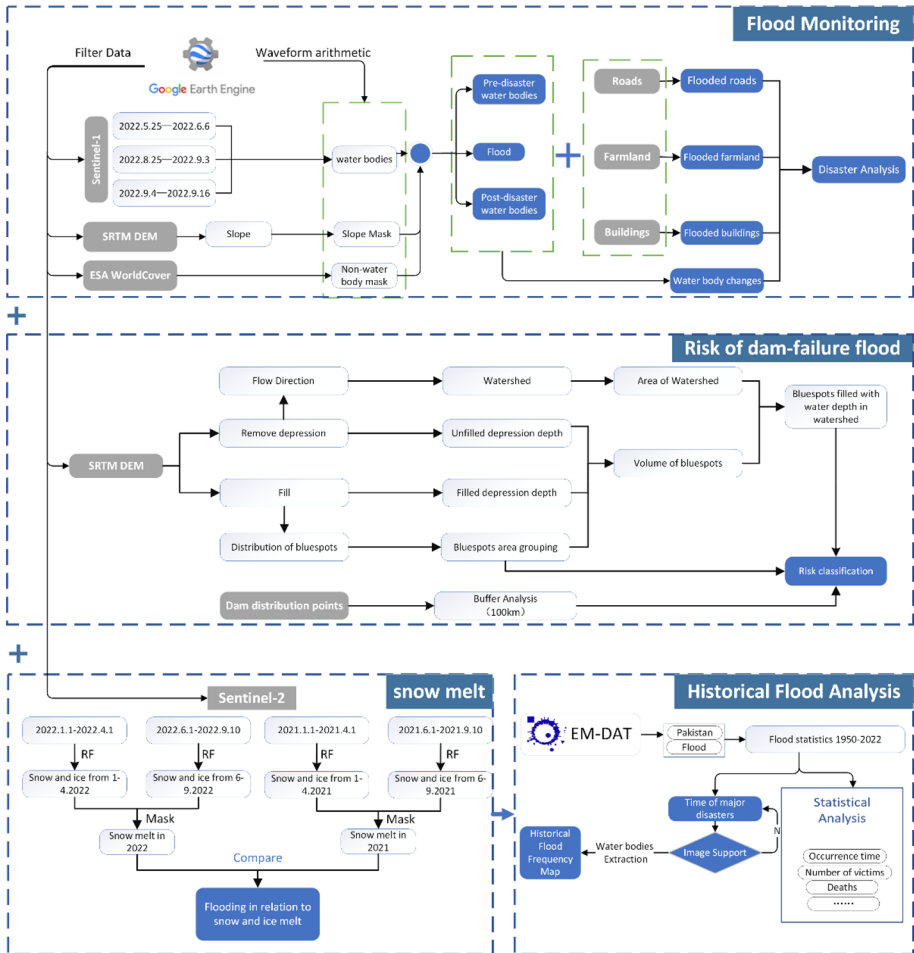 Flood Monitoring
Filter Data
Google Earth Engine
Waveform arithmetic
Sentinel-1
2022.5.25—2022.6.6
2022.8.25—2022.9.3
2022.9.4—2022.9.16
water bodies
SRTM DEM
Slope
Slope Mask
ESA WorldCover
Non-water
body mask
Pre-disaster
water bodies
Flood
Post-disaster
water bodies
+
Roads
Flooded roads
Farmland
Flooded farmland
Buildings
Flooded buildings
Water body changes
Disaster Analysis
+
Risk of dam-failure flood
Flow Direction
Watershed
Area of Watershed
Bluespots filled with
water depth in
watershed
Remove depression
Unfilled depression depth
SRTM DEM
Volume of bluespots
Fill
Filled depression depth
Distribution of bluespots
Bluespots area grouping
Risk classification
Dam distribution points
Buffer Analysis
（100km）
+
snow melt
Sentinel-2
2022.1.1-2022.4.1
2022.6.1-2022.9.10
2021.1.1-2021.4.1
2021.6.1-2021.9.10
RF
RF
RF
RF
Snow and ice from 1-
4.2022
Snow and ice from 6-
9.2022
Snow and ice from 1-
4.2021
Snow and ice from 6-
9.2021
Mask
Mask
Snow melt in
2022
Snow melt in
2021
Compare
Flooding in relation to
snow and ice melt
Historical Flood Analysis
EM-DAT
Pakistan
Flood
Flood statistics 1950-2022
Time of major
disasters
N
Image Support
Water bodies
Extraction
Historical
Flood
Frequency
Map
Statistical
Analysis
Occurrence time
Number of victims
Deaths
······